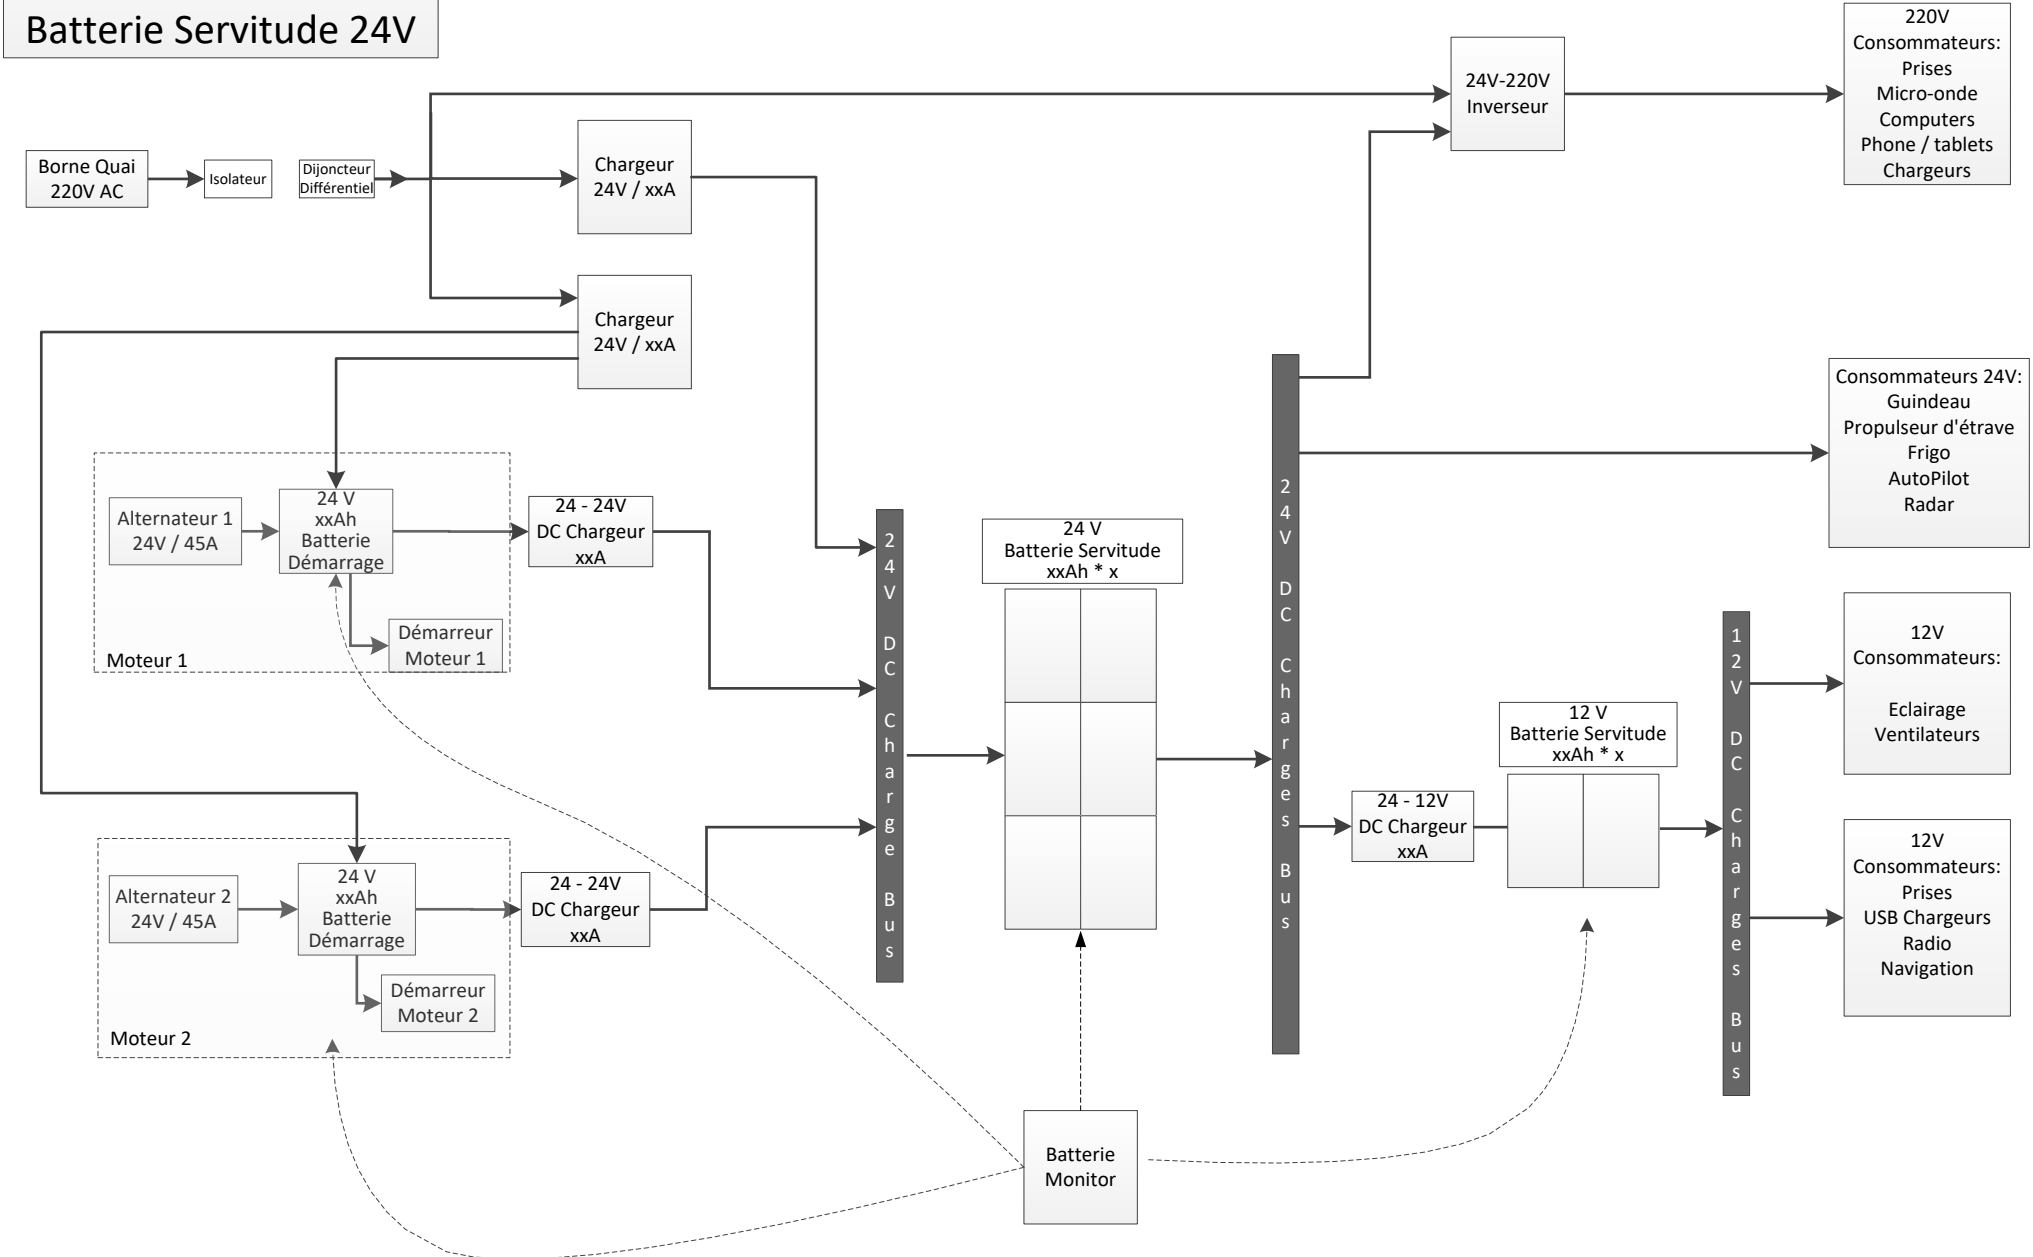 Batterie Servitude 24V
220V
Consommateurs:
Prises
Micro-onde
Computers
Phone / tablets
Chargeurs
24V-220V
Inverseur
Borne Quai
220V AC
Isolateur
Dijoncteur
Différentiel
Chargeur
24V / xxA
Chargeur
24V / xxA
Consommateurs 24V:
Guindeau
Propulseur d'étrave
Frigo
AutoPilot
Radar
Alternateur 1
24V / 45A
24 V
xxAh
Batterie
Démarrage
24 - 24V
DC Chargeur
xxA
Démarreur
Moteur 1
Moteur 1
24V DC Charge Bus
24 V
Batterie Servitude
xxAh * x
24V DC Charges Bus
12 V
Batterie Servitude
xxAh * x
24 - 12V
DC Chargeur
xxA
12V DC Charges Bus
12V
Consommateurs:
Eclairage
Ventilateurs
12V
Consommateurs:
Prises
USB Chargeurs
Radio
Navigation
Alternateur 2
24V / 45A
24 V
xxAh
Batterie
Démarrage
24 - 24V
DC Chargeur
xxA
Démarreur
Moteur 2
Moteur 2
Batterie
Monitor